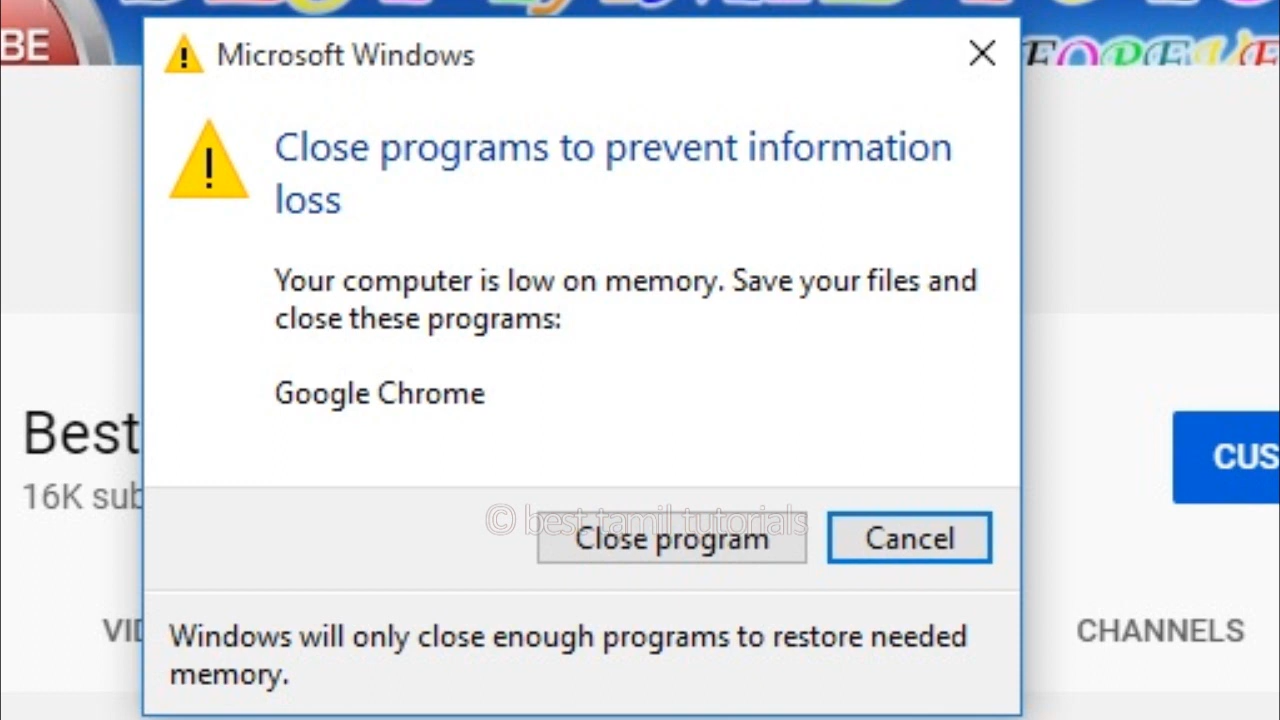 BE
FOREVE
Microsoft Windows
Close programs to prevent information
loss
Your computer is low on memory. Save your files and
close these programs:
Google Chrome
Best
16K sub
CUS
© best tamil tutorials
Close program
Cancel
VID
CHANNELS
Windows will only close enough programs to restore needed
memory.